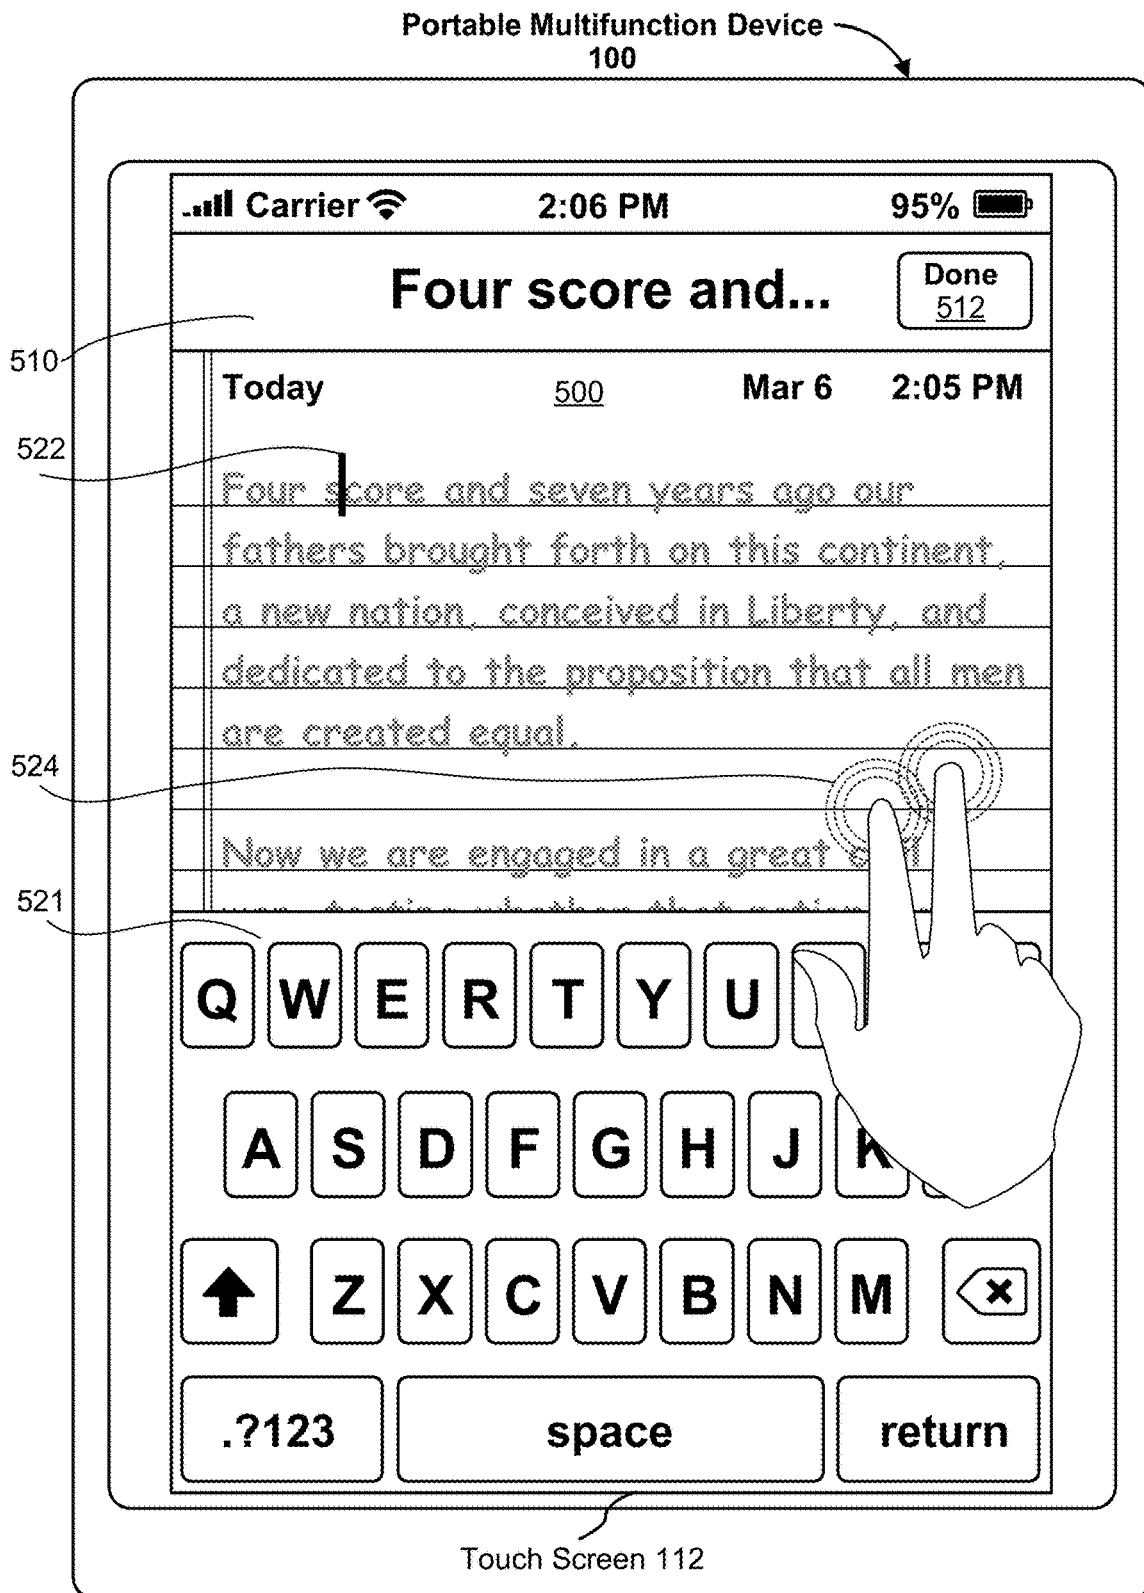 Portable Multifunction Device
100
Carrier 2:06 PM 95%
Four score and...
Done
512
510
Today 500 Mar 6 2:05 PM
522
Four score and seven years ago our
fathers brought forth on this continent,
a new nation, conceived in Liberty, and
dedicated to the proposition that all men
are created equal.
524
Now we are engaged in a great
521
Q W E R T Y U
A S D F G H J K
Z X C V B N M
.?123 space return
Touch Screen 112